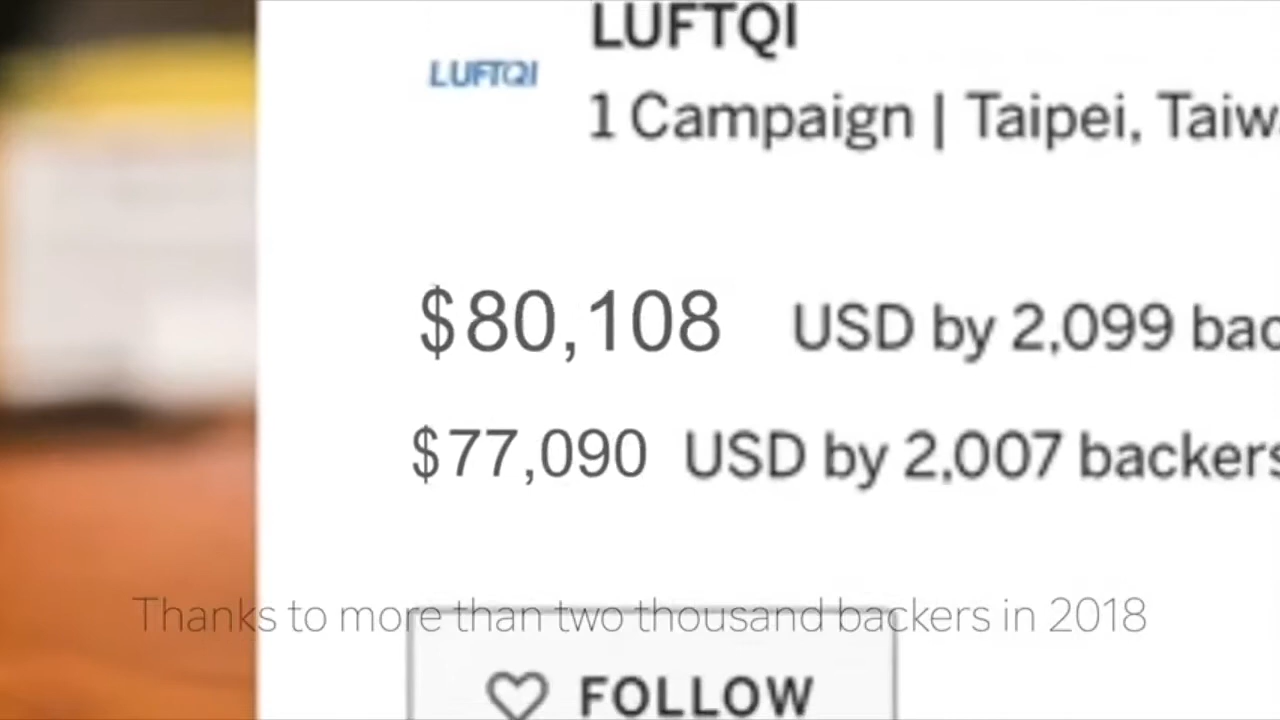 LUFTQI
LUFTQI
1 Campaign | Taipei,
$80,108 USD by 2,099
$77,090 USD by 2,007 backers
Thanks to more than two thousand backers in 2018
FOLLOW